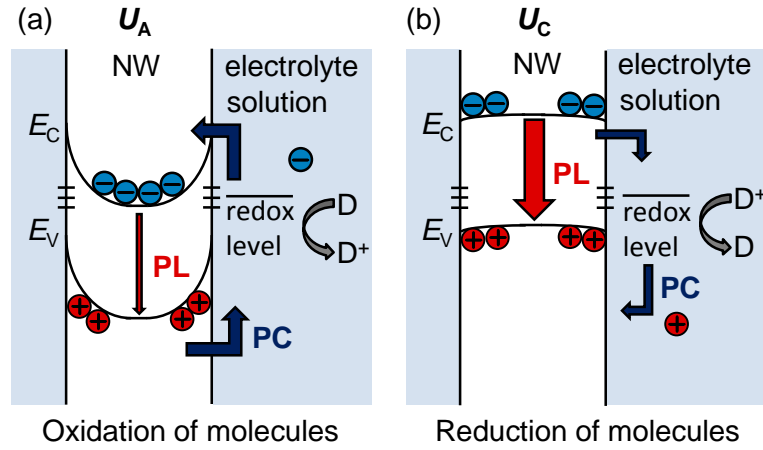 (a)
U_A
NW
electrolyte
solution
E_C
E_V
redox
level
D
D⁺
PL
PC
Oxidation of molecules
(b)
U_C
NW
electrolyte
solution
E_C
E_V
redox
level
D⁺
D
PL
PC
Reduction of molecules